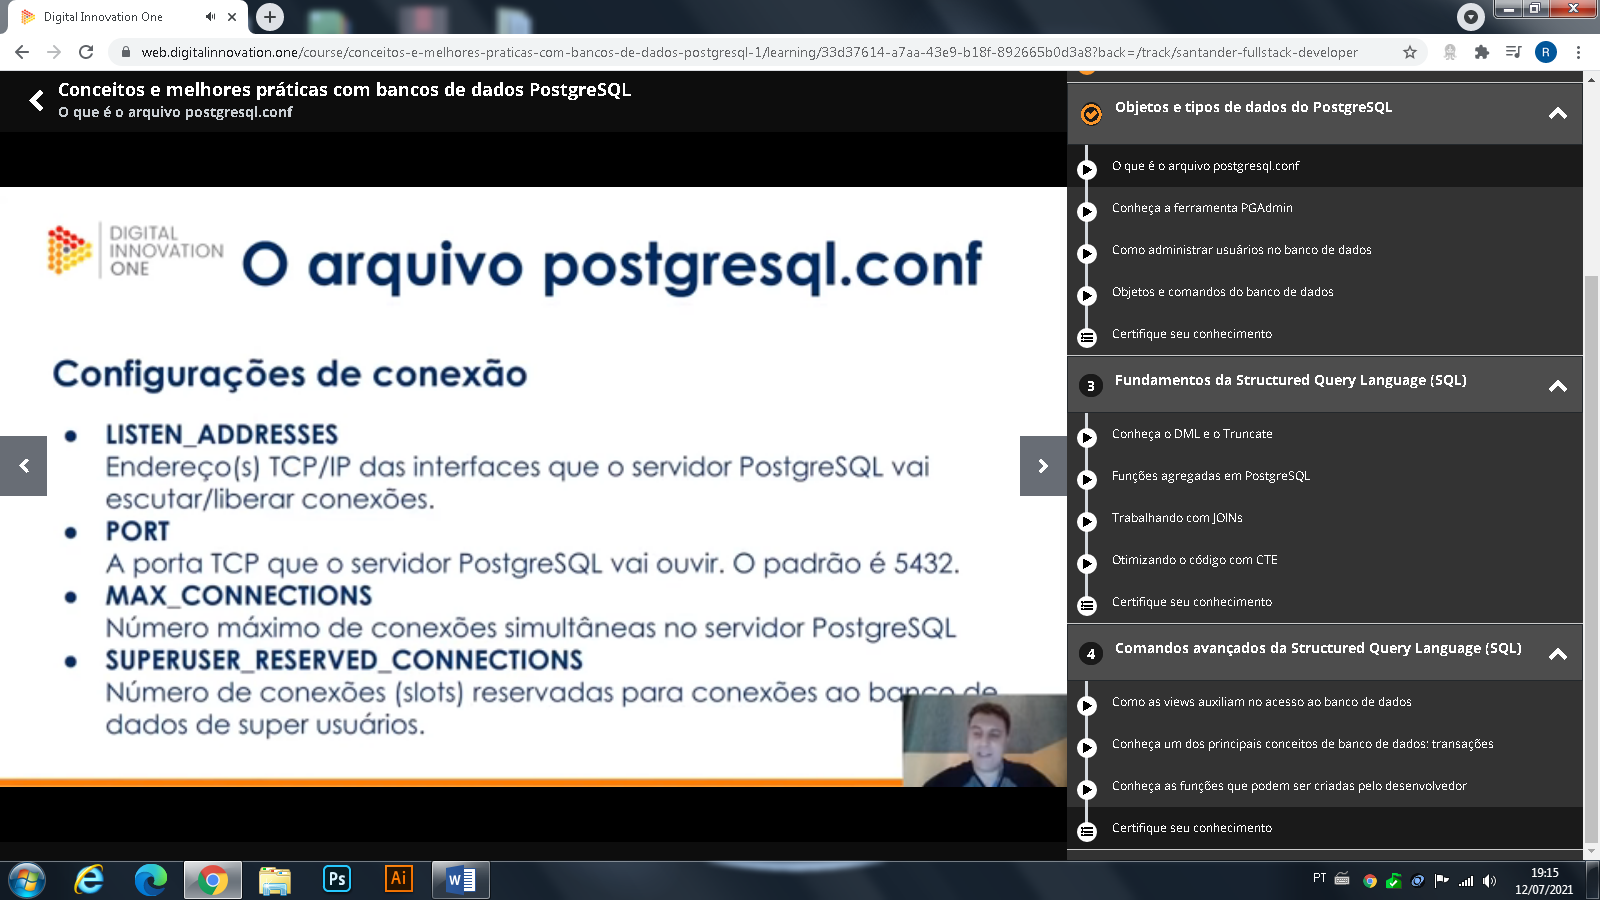 Digital Innovation One
web.digitalinnovation.one/course/conceitos-e-melhores-praticas-com-bancos-de-dados-postgresql-1/learning/33d37614-a7aa-43e9-b18f-892665b0d3a8?back=/track/santander-fullstack-developer
R
Conceitos e melhores práticas com bancos de dados PostgreSQL
O que é o arquivo postgresql.conf
DIGITAL
INNOVATION
ONE
O arquivo postgresql.conf
Configurações de conexão
● LISTEN_ADDRESSES
Endereço(s) TCP/IP das interfaces que o servidor PostgreSQL vai
escutar/liberar conexões.
● PORT
A porta TCP que o servidor PostgreSQL vai ouvir. O padrão é 5432.
● MAX_CONNECTIONS
Número máximo de conexões simultâneas no servidor PostgreSQL
● SUPERUSER_RESERVED_CONNECTIONS
Número de conexões (slots) reservadas para conexões ao banco de
dados de super usuários.
Objetos e tipos de dados do PostgreSQL
O que é o arquivo postgresql.conf
Conheça a ferramenta PGAdmin
Como administrar usuários no banco de dados
Objetos e comandos do banco de dados
Certifique seu conhecimento
3 Fundamentos da Structured Query Language (SQL)
Conheça o DML e o Truncate
Funções agregadas em PostgreSQL
Trabalhando com JOINs
Otimizando o código com CTE
Certifique seu conhecimento
4 Comandos avançados da Structured Query Language (SQL)
Como as views auxiliam no acesso ao banco de dados
Conheça um dos principais conceitos de banco de dados: transações
Conheça as funções que podem ser criadas pelo desenvolvedor
Certifique seu conhecimento
Ps
Ai
W
PT
19:15
12/07/2021